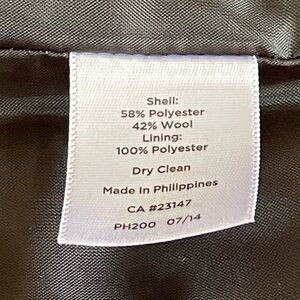 Shell:
58% Polyester
42% Wool
Lining:
100% Polyester
Dry Clean
Made In Philippines
CA #23147
PH200 07/14